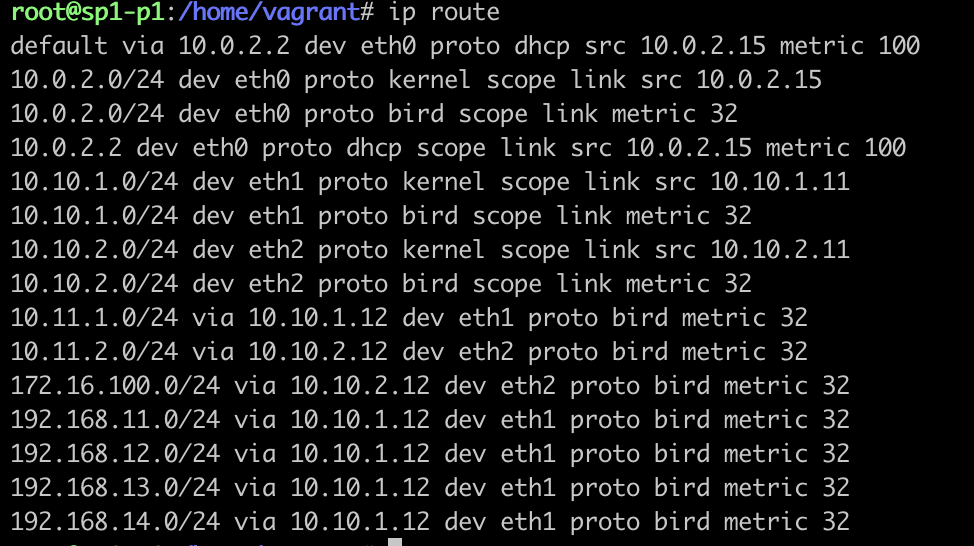 root@sp1-p1:/home/vagrant# ip route
default via 10.0.2.2 dev eth0 proto dhcp src 10.0.2.15 metric 100
10.0.2.0/24 dev eth0 proto kernel scope link src 10.0.2.15
10.0.2.0/24 dev eth0 proto bird scope link metric 32
10.0.2.2 dev eth0 proto dhcp scope link src 10.0.2.15 metric 100
10.10.1.0/24 dev eth1 proto kernel scope link src 10.10.1.11
10.10.1.0/24 dev eth1 proto bird scope link metric 32
10.10.2.0/24 dev eth2 proto kernel scope link src 10.10.2.11
10.10.2.0/24 dev eth2 proto bird scope link metric 32
10.11.1.0/24 via 10.10.1.12 dev eth1 proto bird metric 32
10.11.2.0/24 via 10.10.2.12 dev eth2 proto bird metric 32
172.16.100.0/24 via 10.10.2.12 dev eth2 proto bird metric 32
192.168.11.0/24 via 10.10.1.12 dev eth1 proto bird metric 32
192.168.12.0/24 via 10.10.1.12 dev eth1 proto bird metric 32
192.168.13.0/24 via 10.10.1.12 dev eth1 proto bird metric 32
192.168.14.0/24 via 10.10.1.12 dev eth1 proto bird metric 32